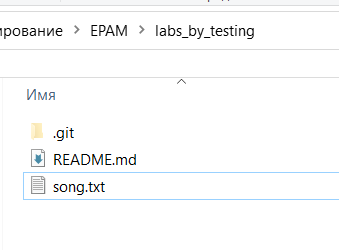 ирование > EPAM > labs_by_testing
Имя
.git
README.md
song.txt